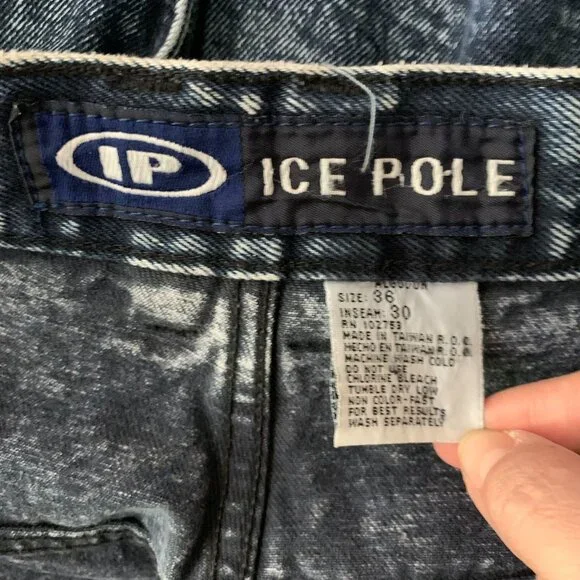 IP ICE POLE
ALGODON
SIZE: 36
INSEAM: 30
RN 102753
MADE IN TAIWAN R.O.C.
HECHO EN TAIWAN R.O.C.
MACHINE WASH COLD
DO NOT USE
CHLORINE BLEACH
TUMBLE DRY LOW
NON COLOR-FAST
FOR BEST RESULTS
WASH SEPARATELY